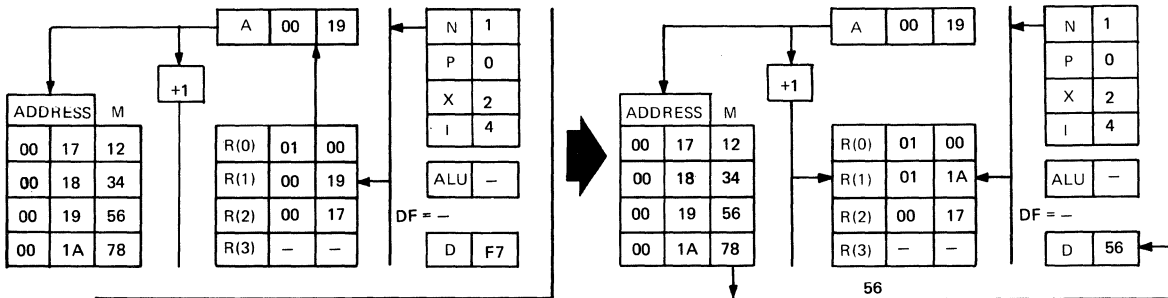 A 00 19
N 1
P 0
X 2
I 4
+1
ADDRESS M
00 17 12
00 18 34
00 19 56
00 1A 78
R(0) 01 00
R(1) 00 19
R(2) 00 17
R(3) – –
ALU –
DF = –
D F7
A 00 19
N 1
P 0
X 2
I 4
+1
ADDRESS M
00 17 12
00 18 34
00 19 56
00 1A 78
R(0) 01 00
R(1) 01 1A
R(2) 00 17
R(3) – –
ALU –
DF = –
D 56
56